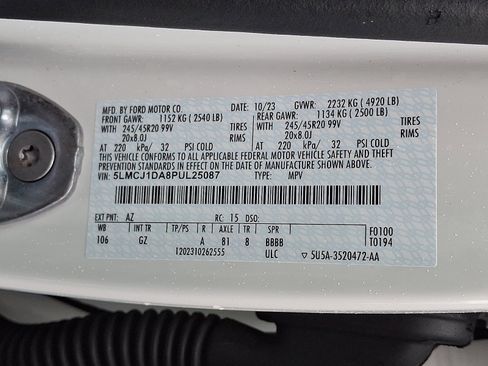 MFD. BY FORD MOTOR CO. DATE: 10/23 GVWR: 2232 KG (4920 LB)
FRONT GAWR: 1152 KG (2540 LB) REAR GAWR: 1134 KG (2500 LB)
WITH 245/45R20 99V TIRES WITH 245/45R20 99V TIRES
20x8.0J RIMS 20x8.0J RIMS
AT 220 kPa/ 32 PSI COLD AT 220 kPa/ 32 PSI COLD
THIS VEHICLE CONFORMS TO ALL APPLICABLE FEDERAL MOTOR VEHICLE SAFETY AND BUMPER AND
THEFT PREVENTION STANDARDS IN EFFECT ON THE DATE OF MANUFACTURE SHOWN ABOVE.
VIN: 5LMCJ1DA8PUL25087 TYPE: MPV
EXT PNT: AZ RC: 15 DSO: F0100
WB INT TR TP/PS R AXLE TR SPR T0194
106 GZ A 81 8 BBBB
1202310262555 ULC ▽ 5U5A-3520472-AA